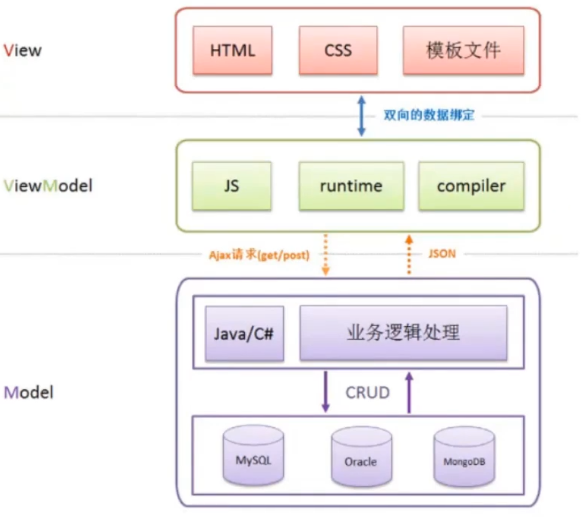 View
HTML
CSS
模板文件
双向的数据绑定
ViewModel
JS
runtime
compiler
Ajax请求(get/post)
JSON
Java/C#
业务逻辑处理
Model
CRUD
MySQL
Oracle
MongoDB